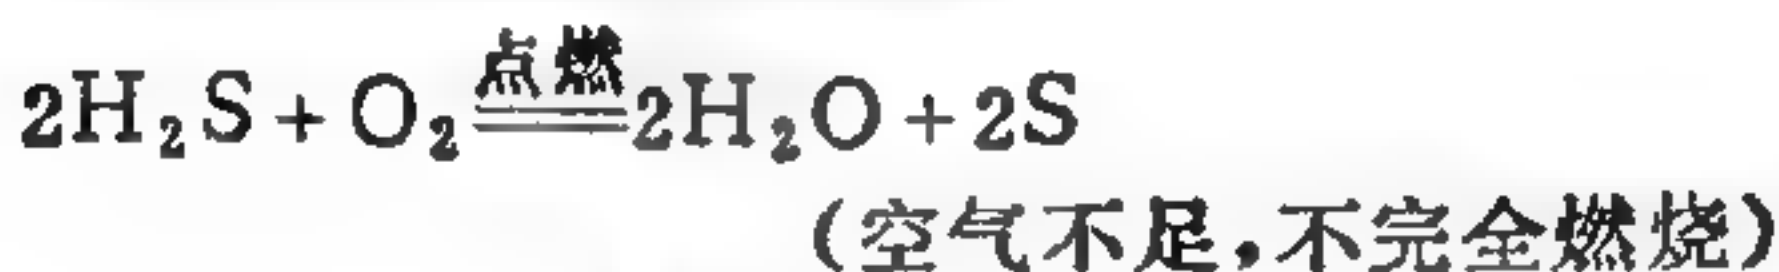 2H₂S + O₂ 点燃 2H₂O + 2S
(空气不足,不完全燃烧)